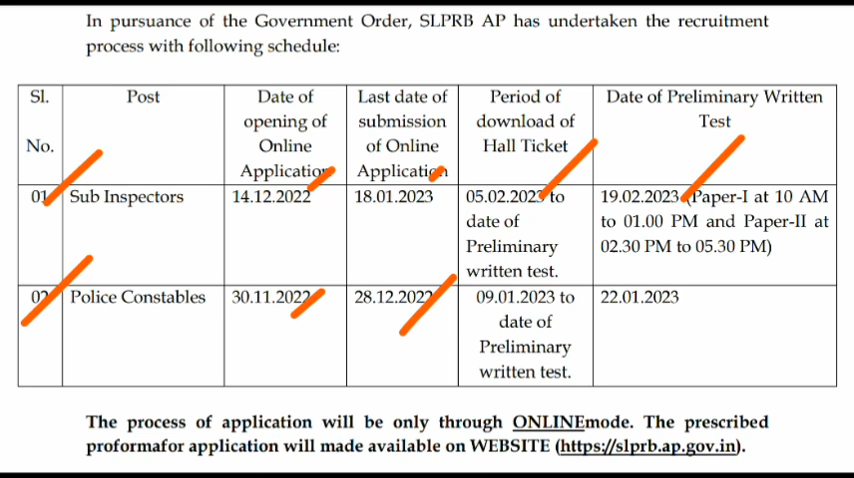 In pursuance of the Government Order, SLPRB AP has undertaken the recruitment
process with following schedule:
Sl.
No.
Post
Date of
opening of
Online
Application
Last date of
submission
of Online
Application
Period of
download of
Hall Ticket
Date of Preliminary Written
Test
01
Sub Inspectors
14.12.2022
18.01.2023
05.02.2023 to
date of
Preliminary
written test.
19.02.2023 (Paper-I at 10 AM
to 01.00 PM and Paper-II at
02.30 PM to 05.30 PM)
02
Police Constables
30.11.2022
28.12.2022
09.01.2023 to
date of
Preliminary
written test.
22.01.2023
The process of application will be only through ONLINEmode. The prescribed
proformafor application will made available on WEBSITE (https://slprb.ap.gov.in).